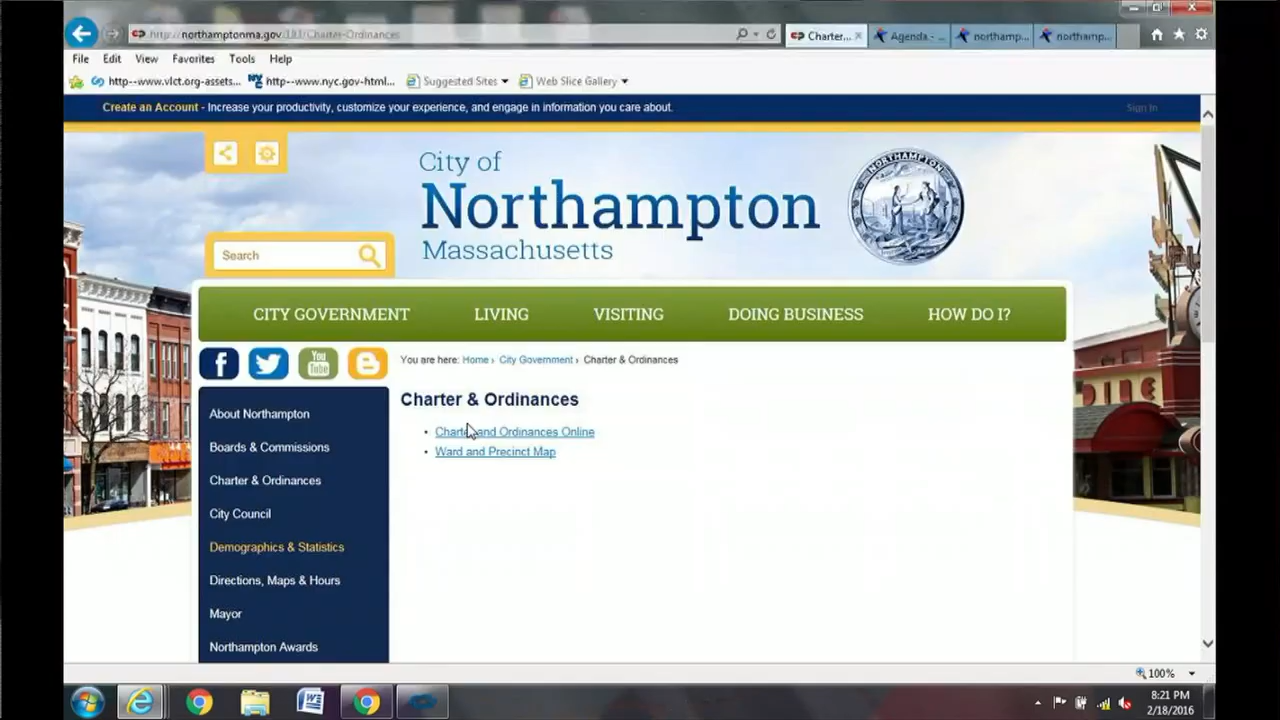 http://northamptonma.gov/131/Charter-Ordinances
Charter...
Agenda - ...
northamp...
northamp...
File Edit View Favorites Tools Help
http--www.vlct.org-assets...
http--www.nyc.gov-html...
Suggested Sites
Web Slice Gallery
Create an Account - Increase your productivity, customize your experience, and engage in information you care about.
Sign In
City of
Northampton
Massachusetts
NORTHAMPTON
Search
CITY GOVERNMENT LIVING VISITING DOING BUSINESS HOW DO I?
You Tube
You are here: Home › City Government › Charter & Ordinances
Charter & Ordinances
• Charter and Ordinances Online
• Ward and Precinct Map
About Northampton
Boards & Commissions
Charter & Ordinances
City Council
Demographics & Statistics
Directions, Maps & Hours
Mayor
Northampton Awards
DINE
100%
8:21 PM
2/18/2016